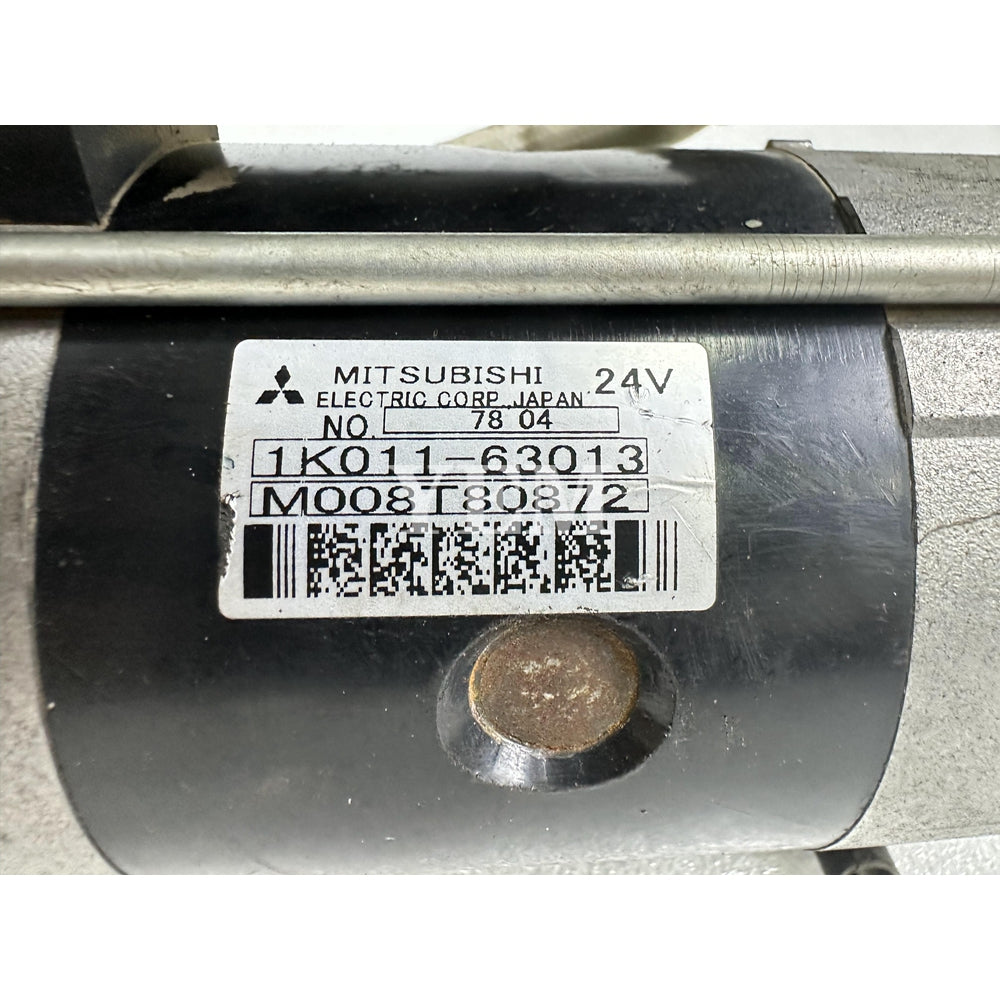 MITSUBISHI 24V
ELECTRIC CORP. JAPAN
NO. 78 04
1K011-63013
M008T80872